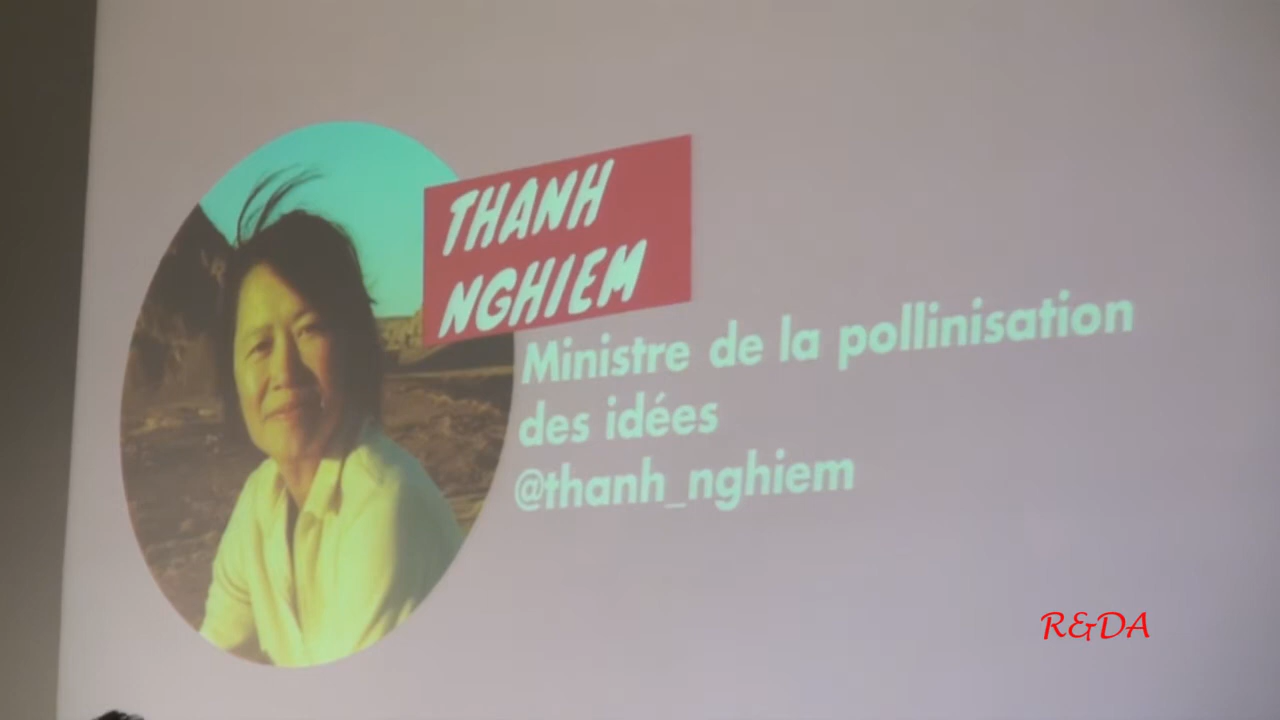 THANH
NGHIEM
Ministre de la pollinisation
des idées
@thanh_nghiem
R&DA